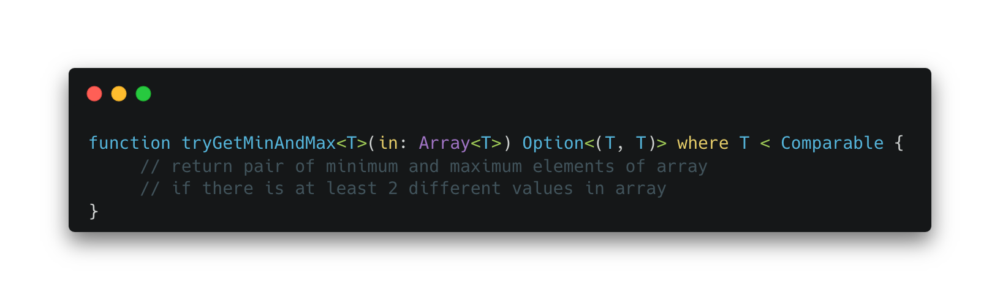 function tryGetMinAndMax<T>(in: Array<T>) Option<(T, T)> where T < Comparable {
// return pair of minimum and maximum elements of array
// if there is at least 2 different values in array
}